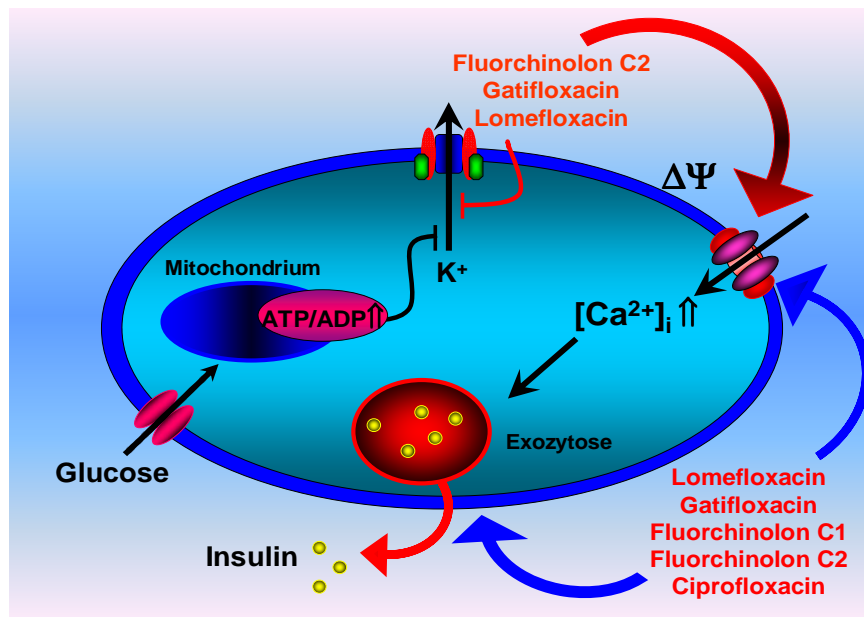 Fluorchinolon C2
Gatifloxacin
Lomefloxacin
ΔΨ
Mitochondrium
K⁺
ATP/ADP⇑
[Ca²⁺]ᵢ ⇑
Exozytose
Glucose
Lomefloxacin
Gatifloxacin
Fluorchinolon C1
Fluorchinolon C2
Ciprofloxacin
Insulin